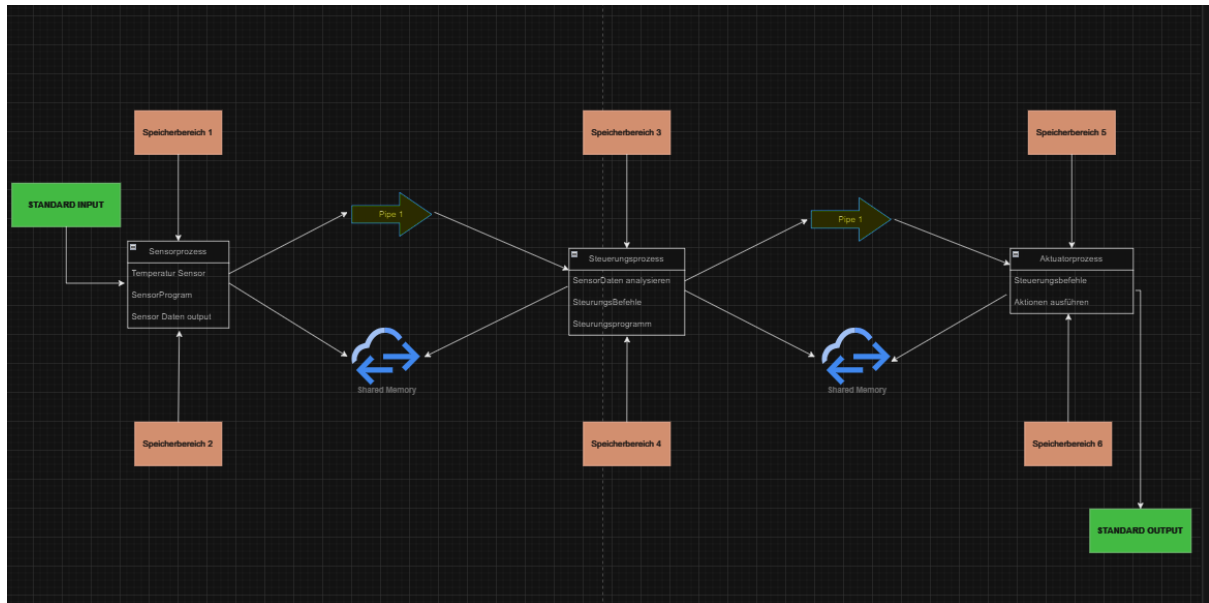 Speicherbereich 1
Speicherbereich 3
Speicherbereich 5
STANDARD INPUT
Pipe 1
Pipe 1
Sensorprozess
Temperatur Sensor
SensorProgram
Sensor Daten output
Steuerungsprozess
SensorDaten analysieren
SteuerungsBefehle
Steurungsprogramm
Aktuatorprozess
Steuerungsbefehle
Aktionen ausführen
Shared Memory
Shared Memory
Speicherbereich 2
Speicherbereich 4
Speicherbereich 6
STANDARD OUTPUT